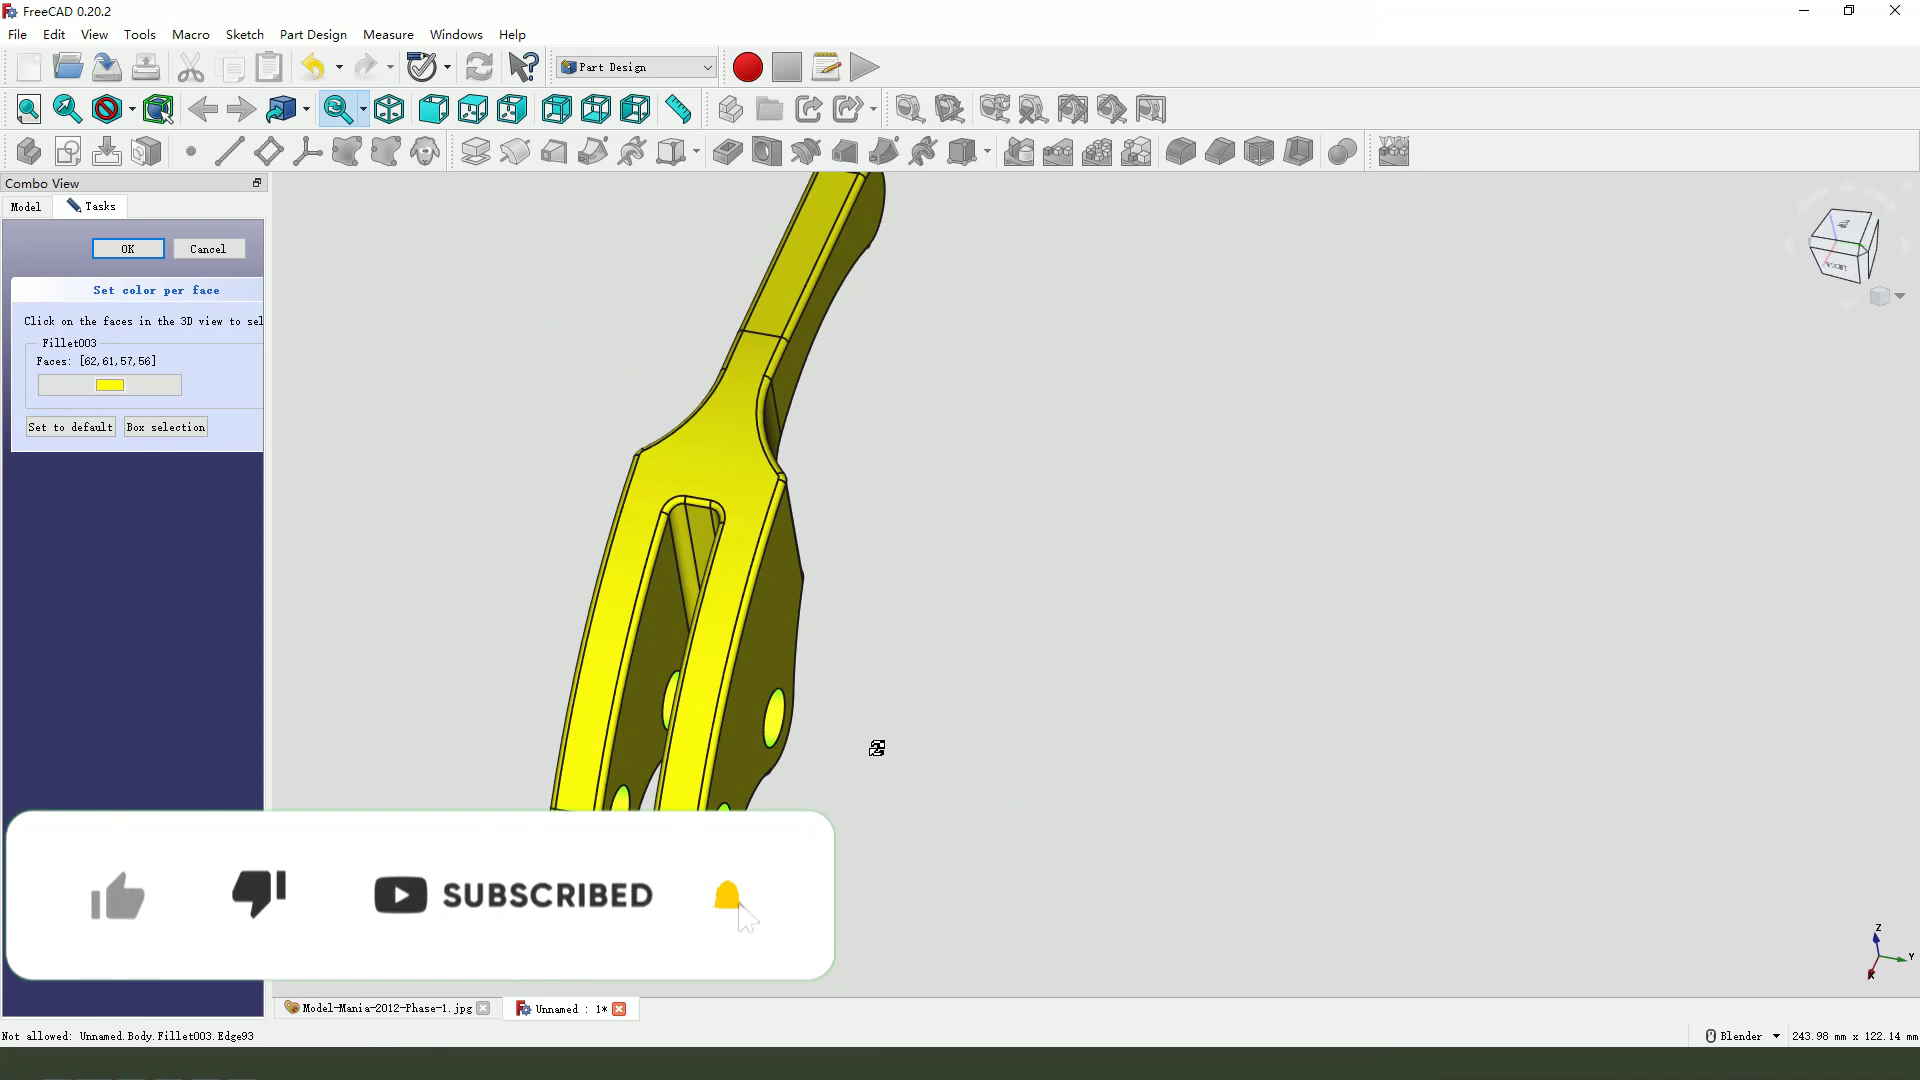 FreeCAD 0.20.2
File Edit View Tools Macro Sketch Part Design Measure Windows Help
Part Design
Combo View
Model Tasks
OK Cancel
Set color per face
Click on the faces in the 3D view to sel
Fillet003
Faces: [62,61,57,56]
Set to default Box selection
SUBSCRIBED
Z
Y
X
Model-Mania-2012-Phase-1.jpg Unnamed : 1*
Not allowed: Unnamed.Body.Fillet003.Edge93 Blender 243.98 mm x 122.14 mm